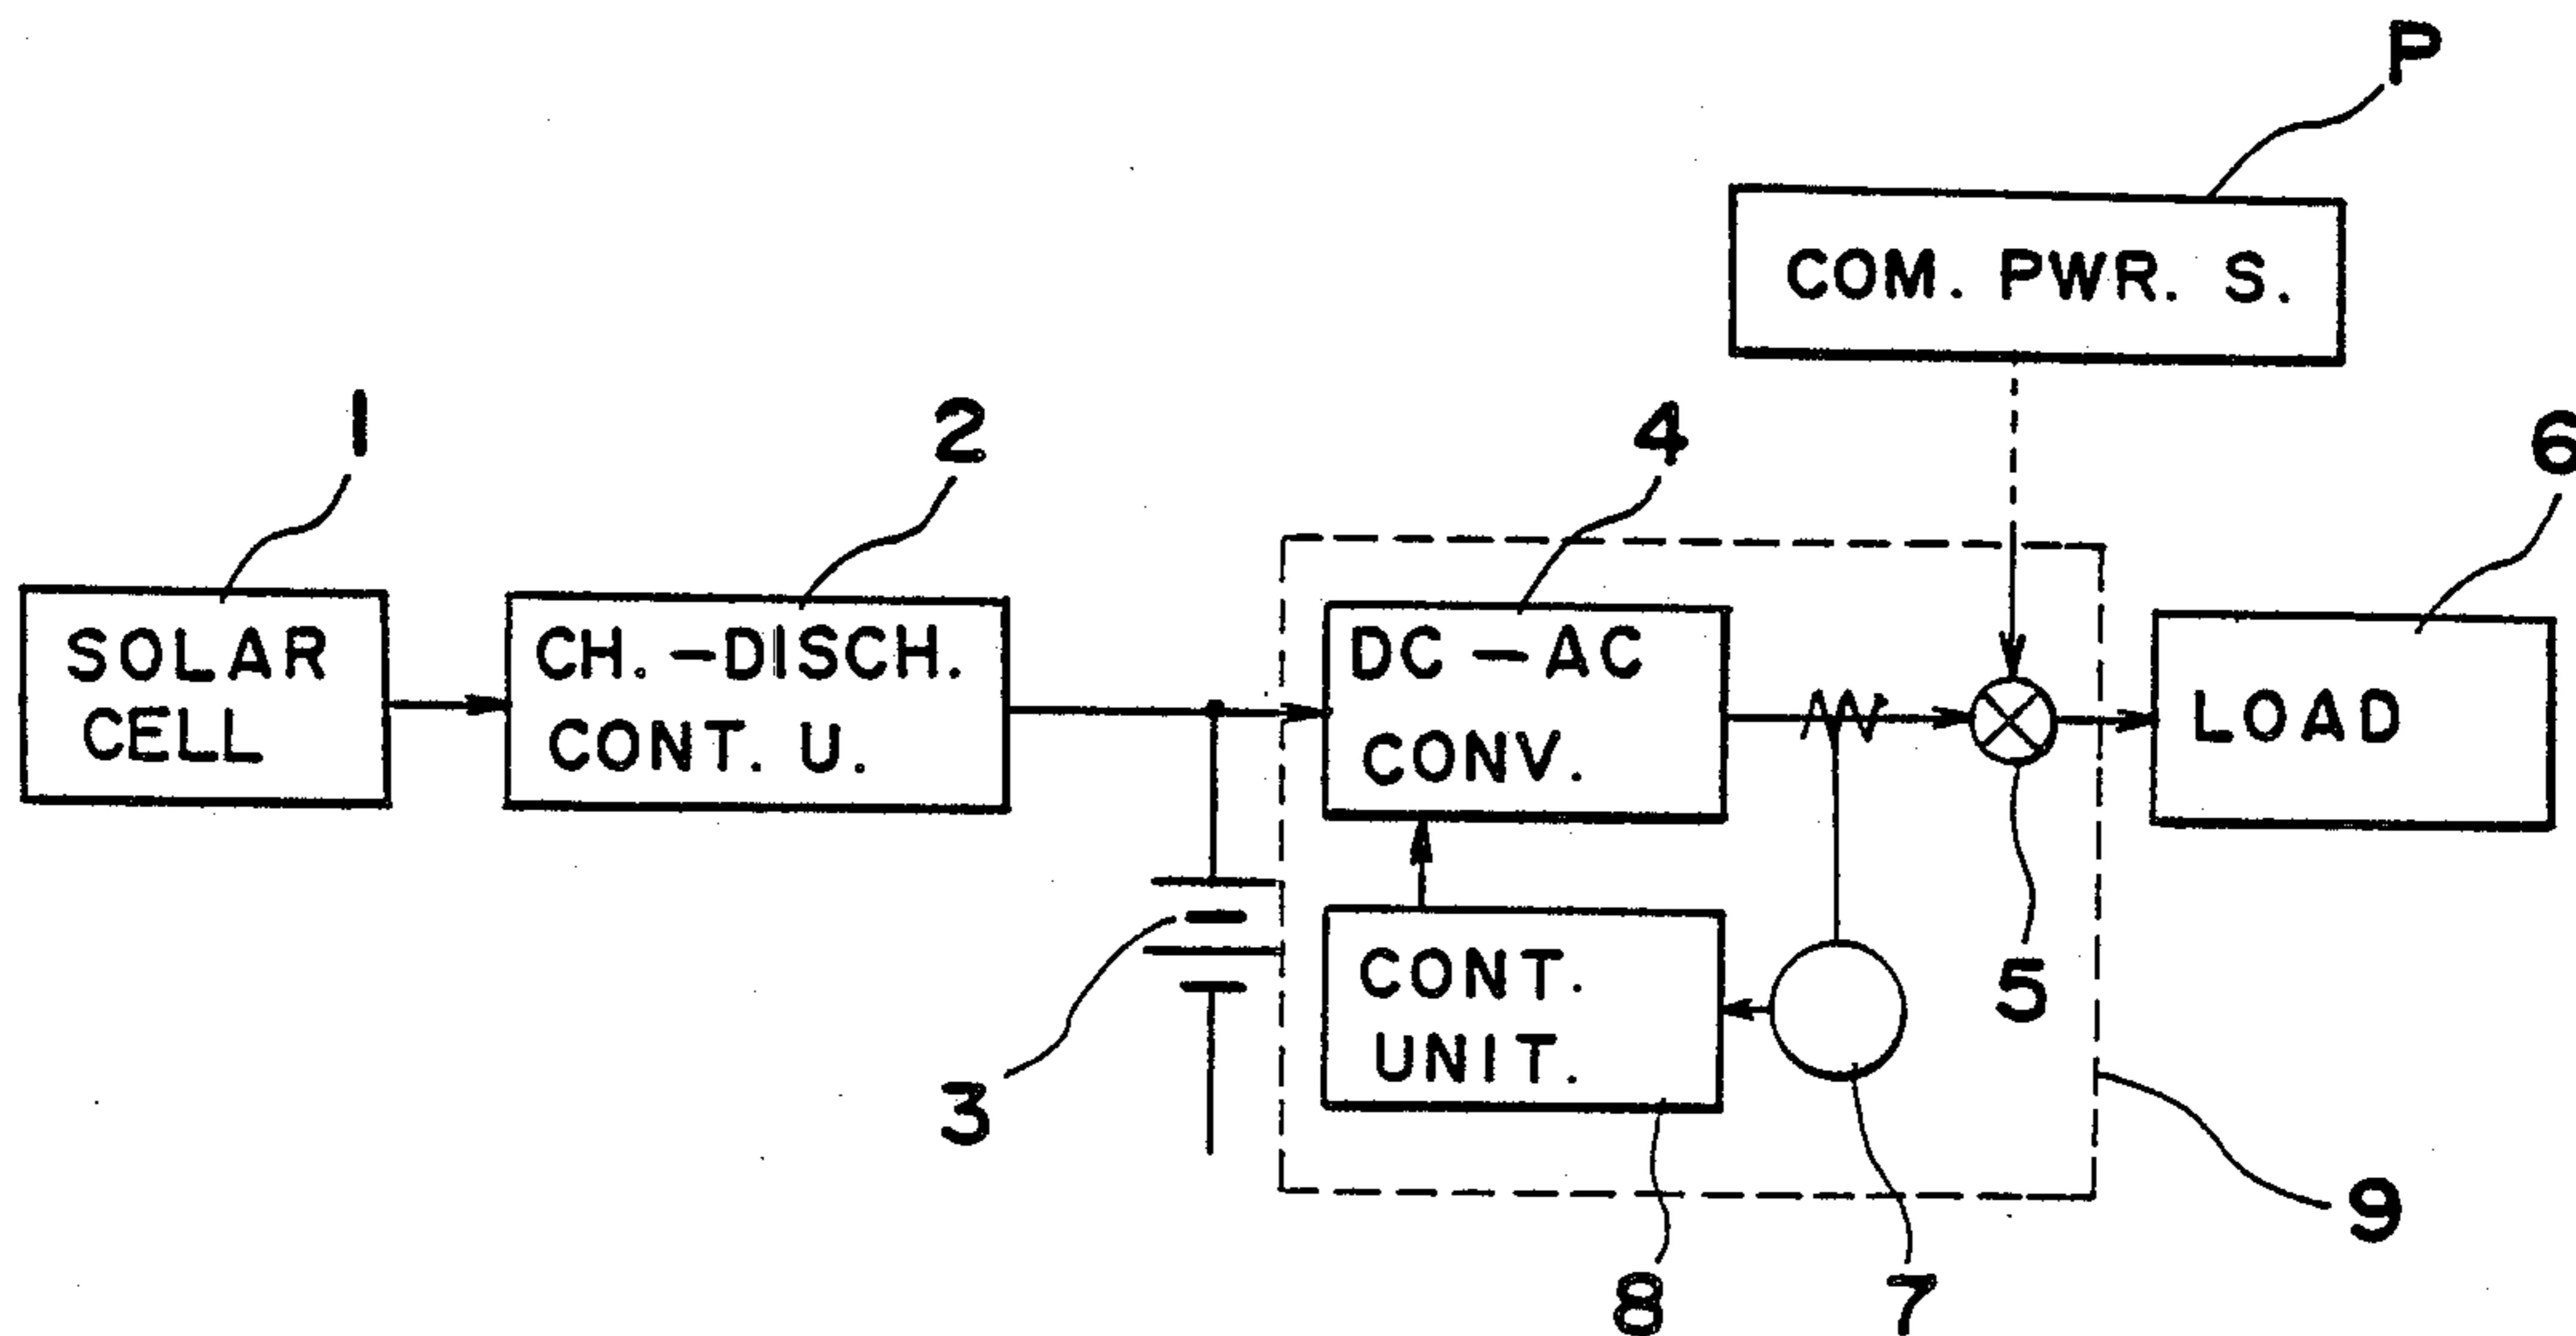 P
COM. PWR. S.
1
2
4
6
SOLAR
CELL
CH.-DISCH.
CONT. U.
DC-AC
CONV.
LOAD
3
CONT.
UNIT.
5
9
8
7